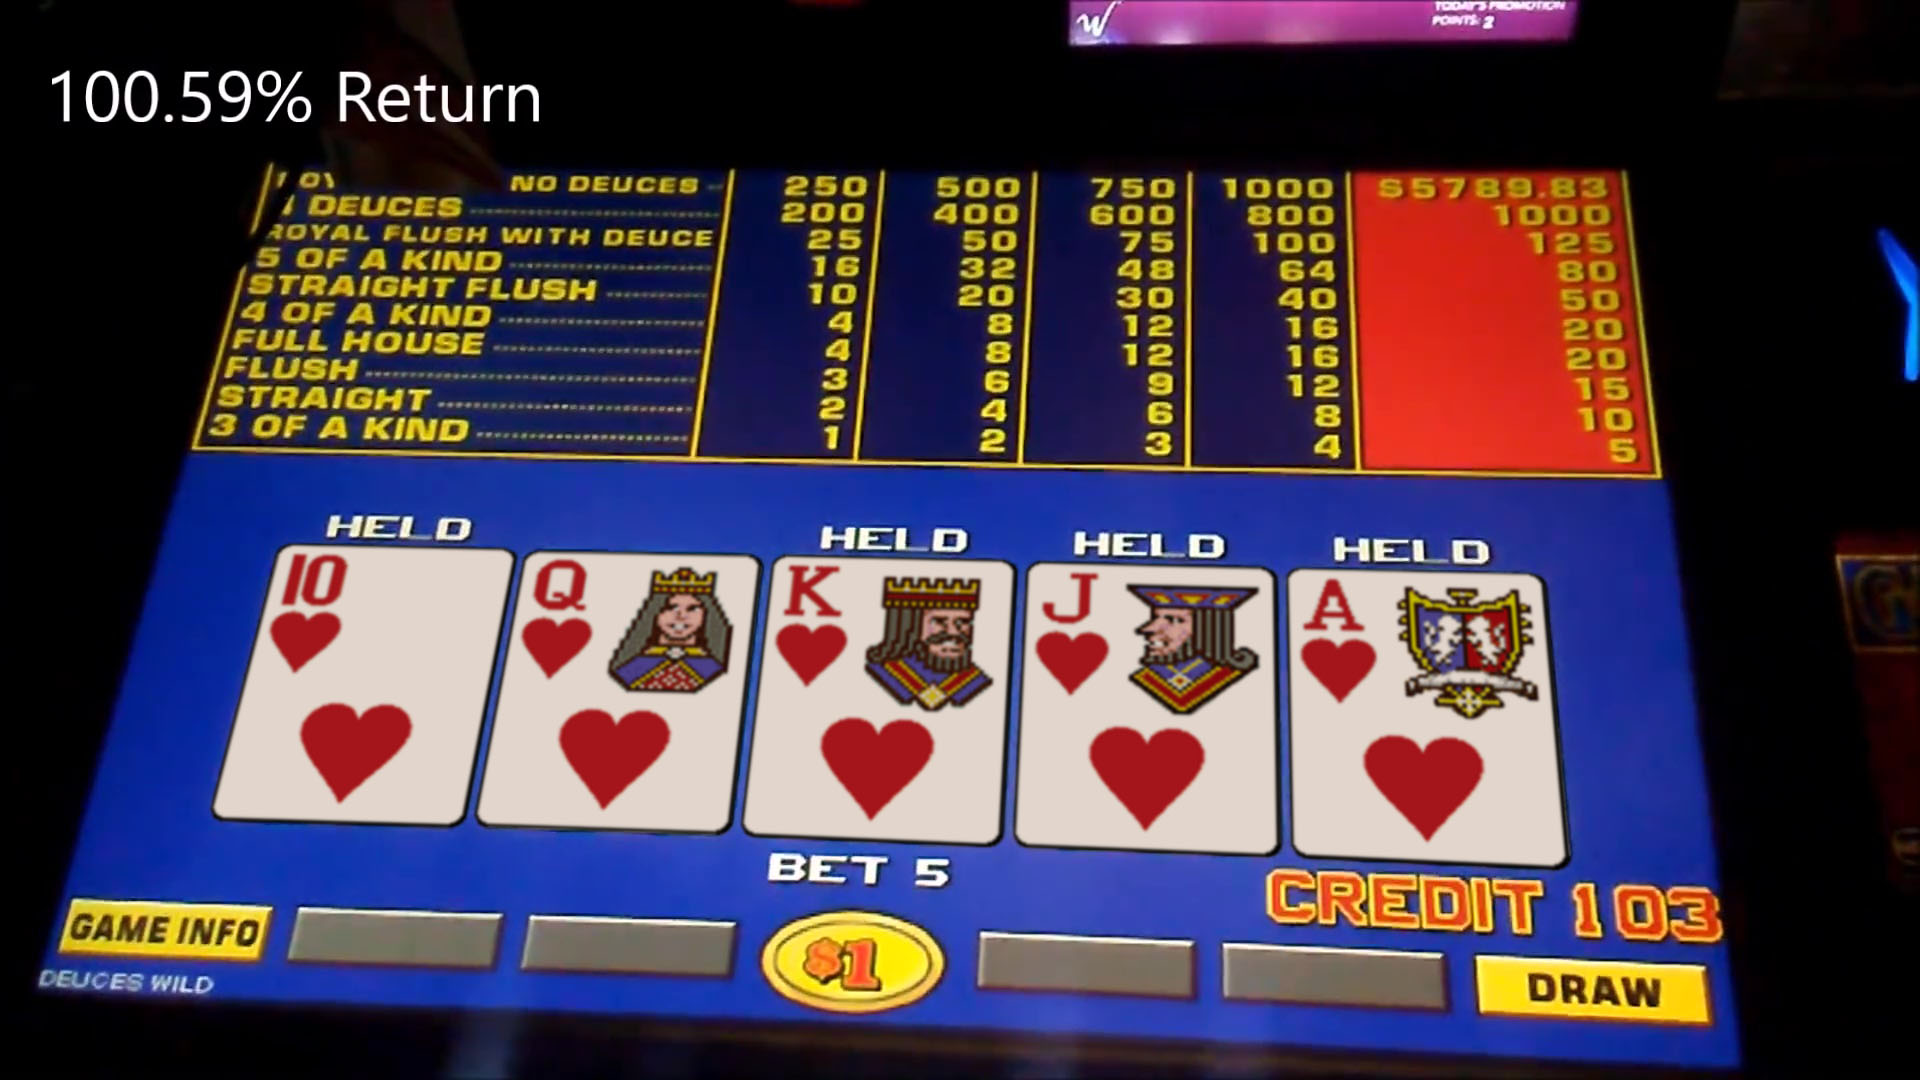 TODAY'S PROMOTION
W
POINTS: 2
100.59% Return
NO DEUCES 250 500 750 1000 $5789.83
DEUCES 200 400 600 800 1000
ROYAL FLUSH WITH DEUCE 25 50 75 100 125
5 OF A KIND 16 32 48 64 80
STRAIGHT FLUSH 10 20 30 40 50
4 OF A KIND 4 8 12 16 20
FULL HOUSE 4 8 12 16 20
FLUSH 3 6 9 12 15
STRAIGHT 2 4 6 8 10
3 OF A KIND 1 2 3 4 5
HELD HELD HELD HELD
10 Q K J A
BET 5
CREDIT 103
GAME INFO $1 DRAW
DEUCES WILD